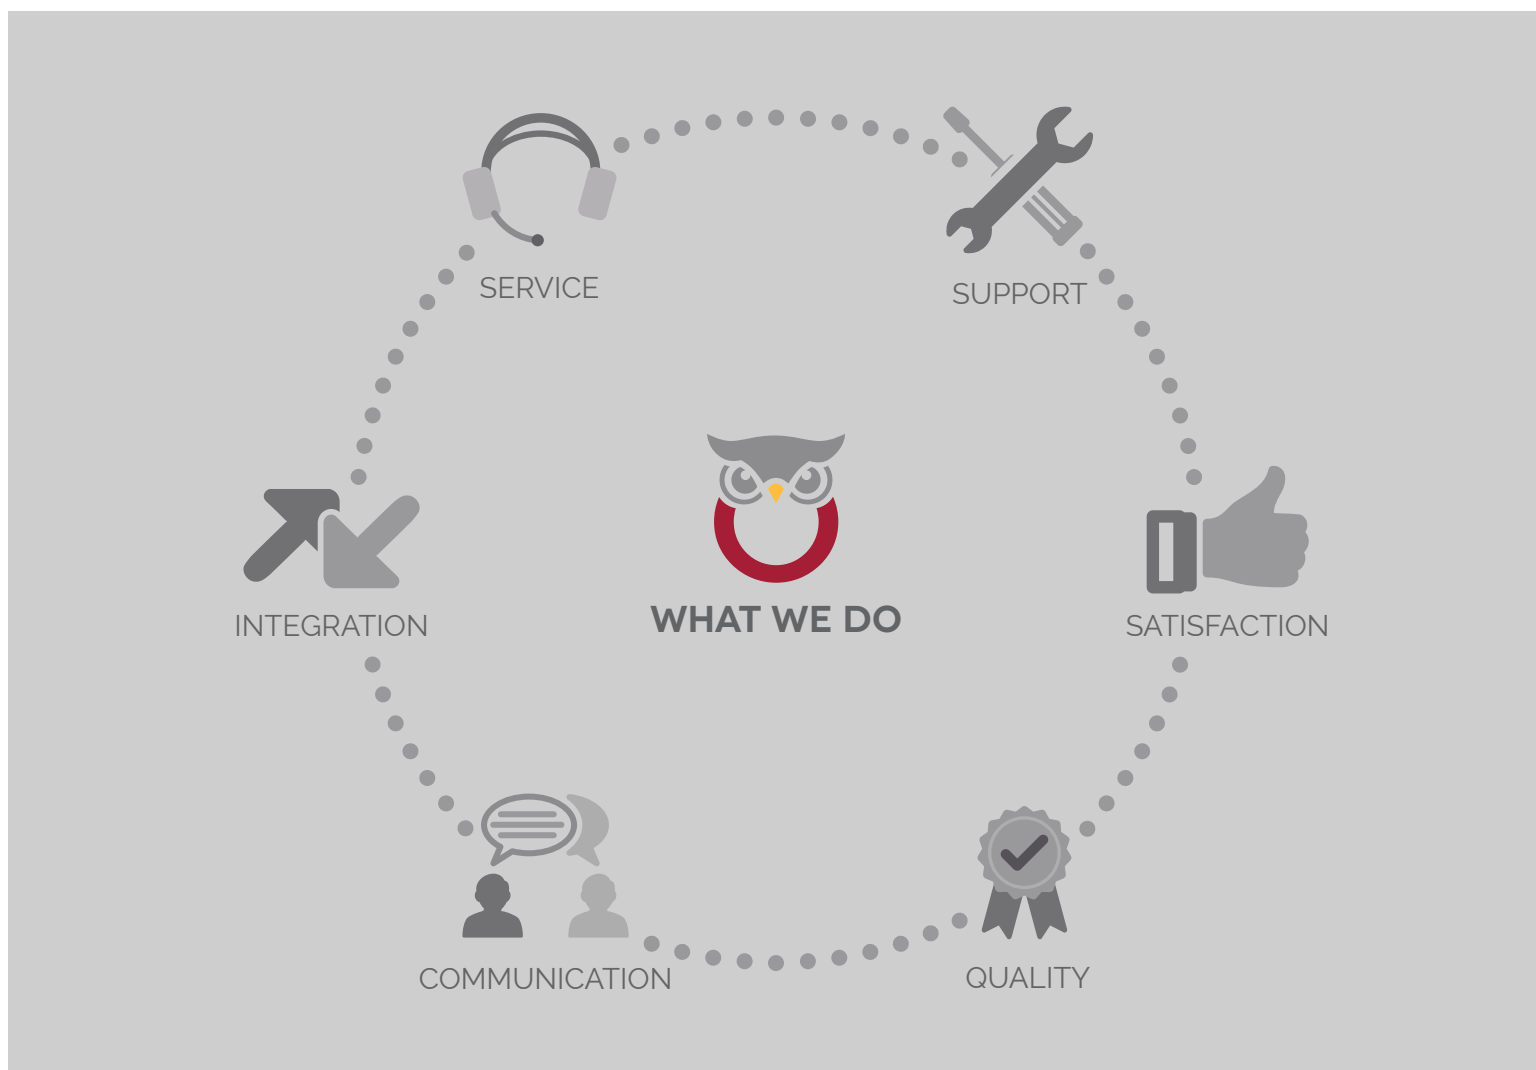 SERVICE
SUPPORT
INTEGRATION
WHAT WE DO
SATISFACTION
COMMUNICATION
QUALITY